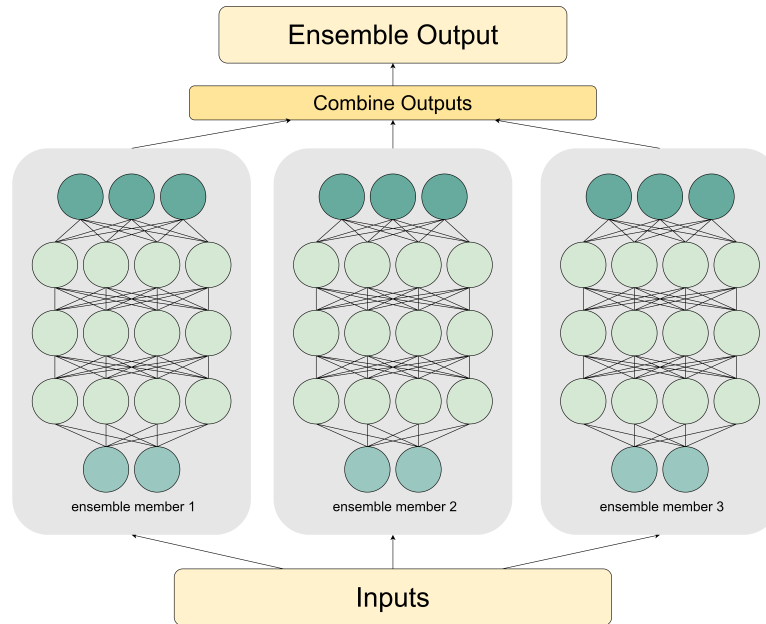 Ensemble Output
Combine Outputs
ensemble member 1
ensemble member 2
ensemble member 3
Inputs